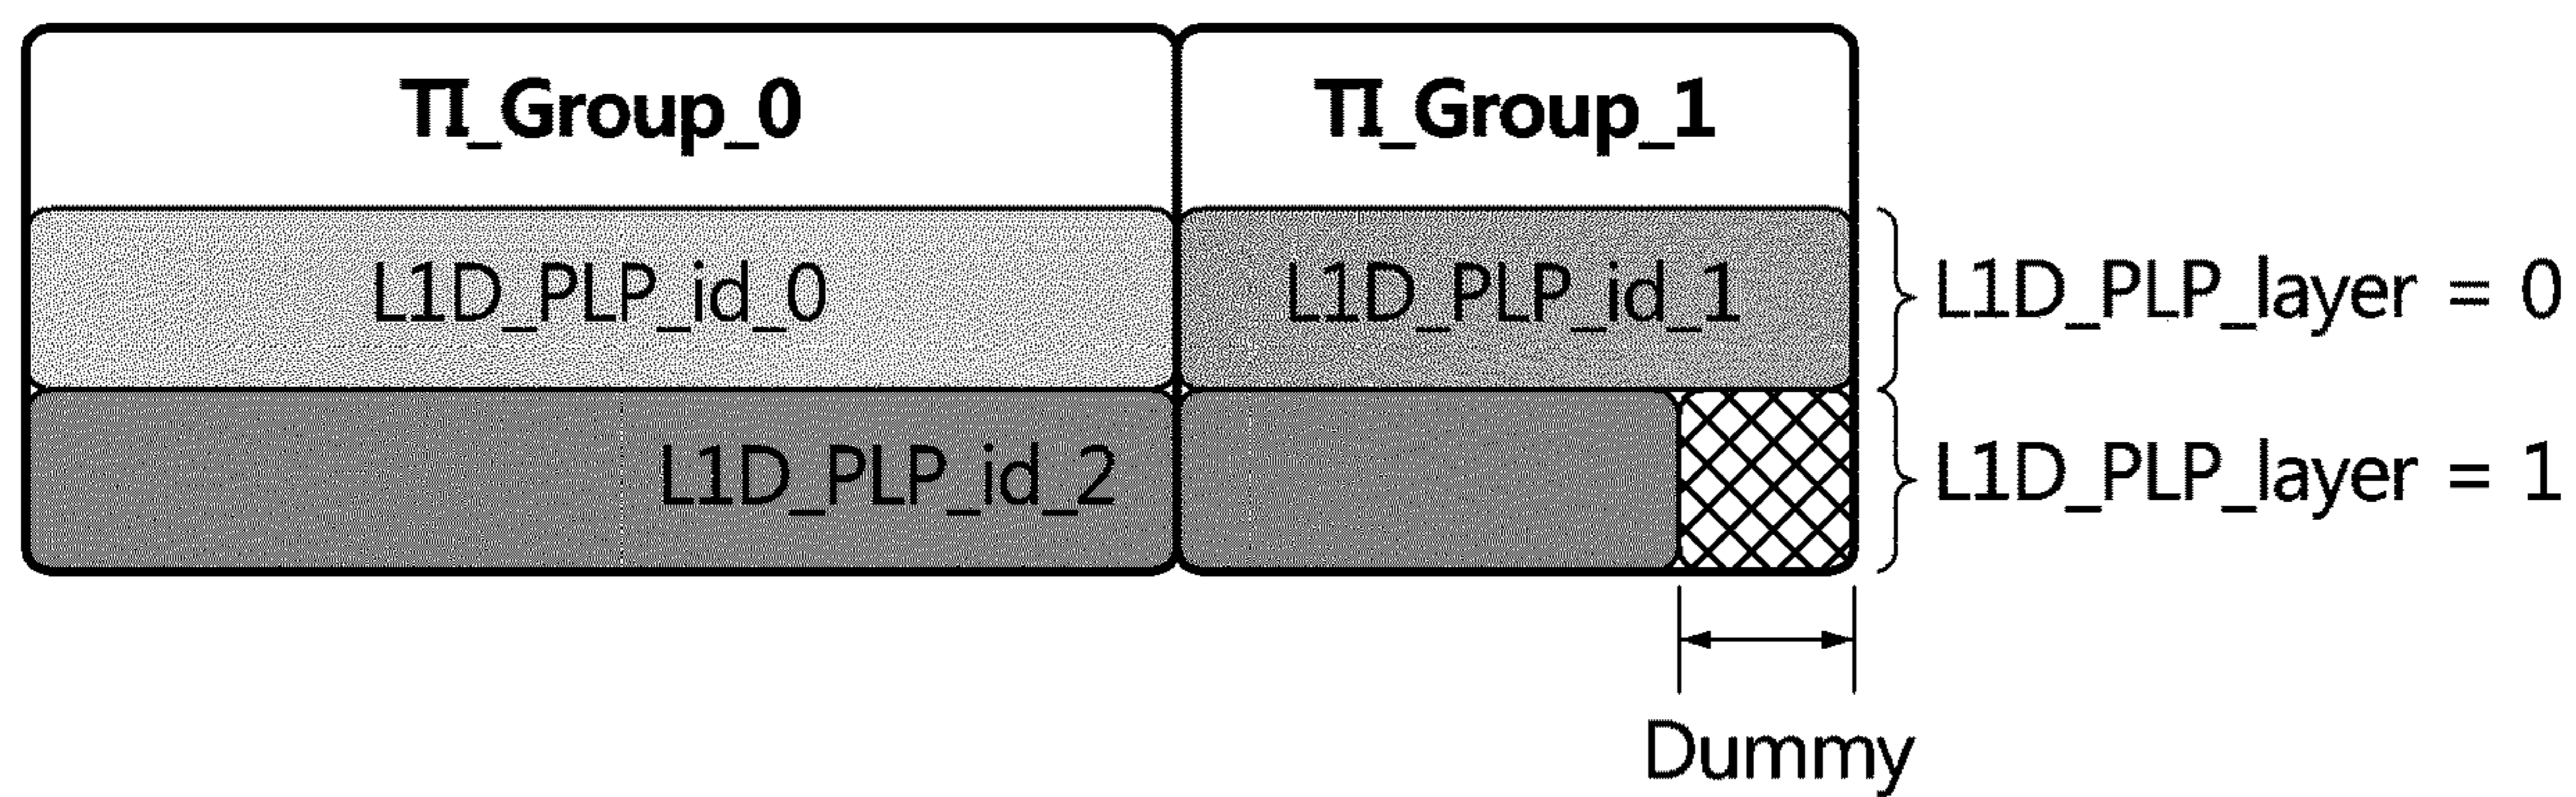 TI_Group_0 TI_Group_1
L1D_PLP_id_0 L1D_PLP_id_1 L1D_PLP_layer = 0
L1D_PLP_id_2 L1D_PLP_layer = 1
Dummy